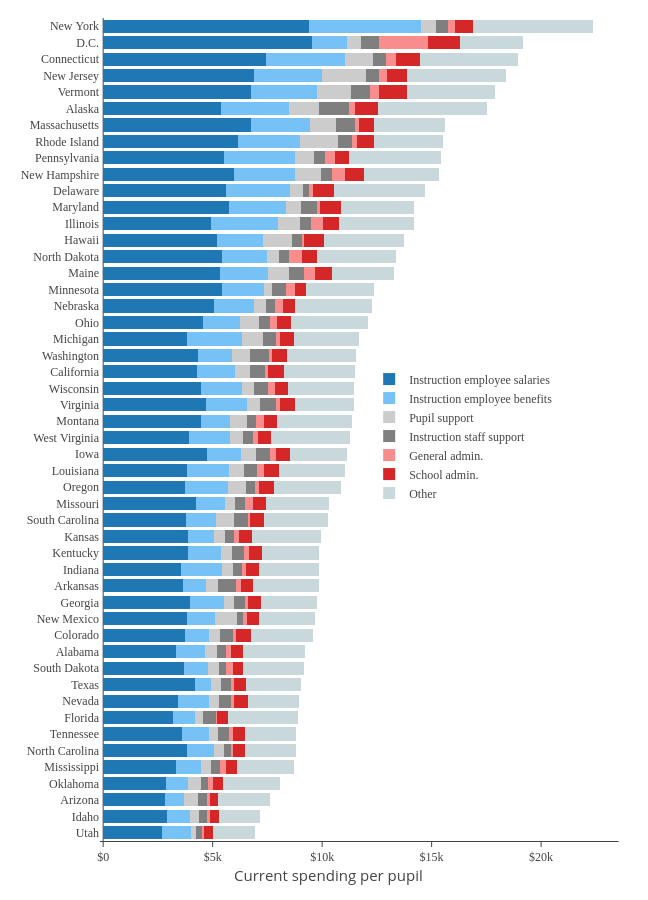 New York
D.C.
Connecticut
New Jersey
Vermont
Alaska
Massachusetts
Rhode Island
Pennsylvania
New Hampshire
Delaware
Maryland
Illinois
Hawaii
North Dakota
Maine
Minnesota
Nebraska
Ohio
Michigan
Washington
California
Wisconsin
Virginia
Montana
West Virginia
Iowa
Louisiana
Oregon
Missouri
South Carolina
Kansas
Kentucky
Indiana
Arkansas
Georgia
New Mexico
Colorado
Alabama
South Dakota
Texas
Nevada
Florida
Tennessee
North Carolina
Mississippi
Oklahoma
Arizona
Idaho
Utah
Instruction employee salaries
Instruction employee benefits
Pupil support
Instruction staff support
General admin.
School admin.
Other
$0 $5k $10k $15k $20k
Current spending per pupil